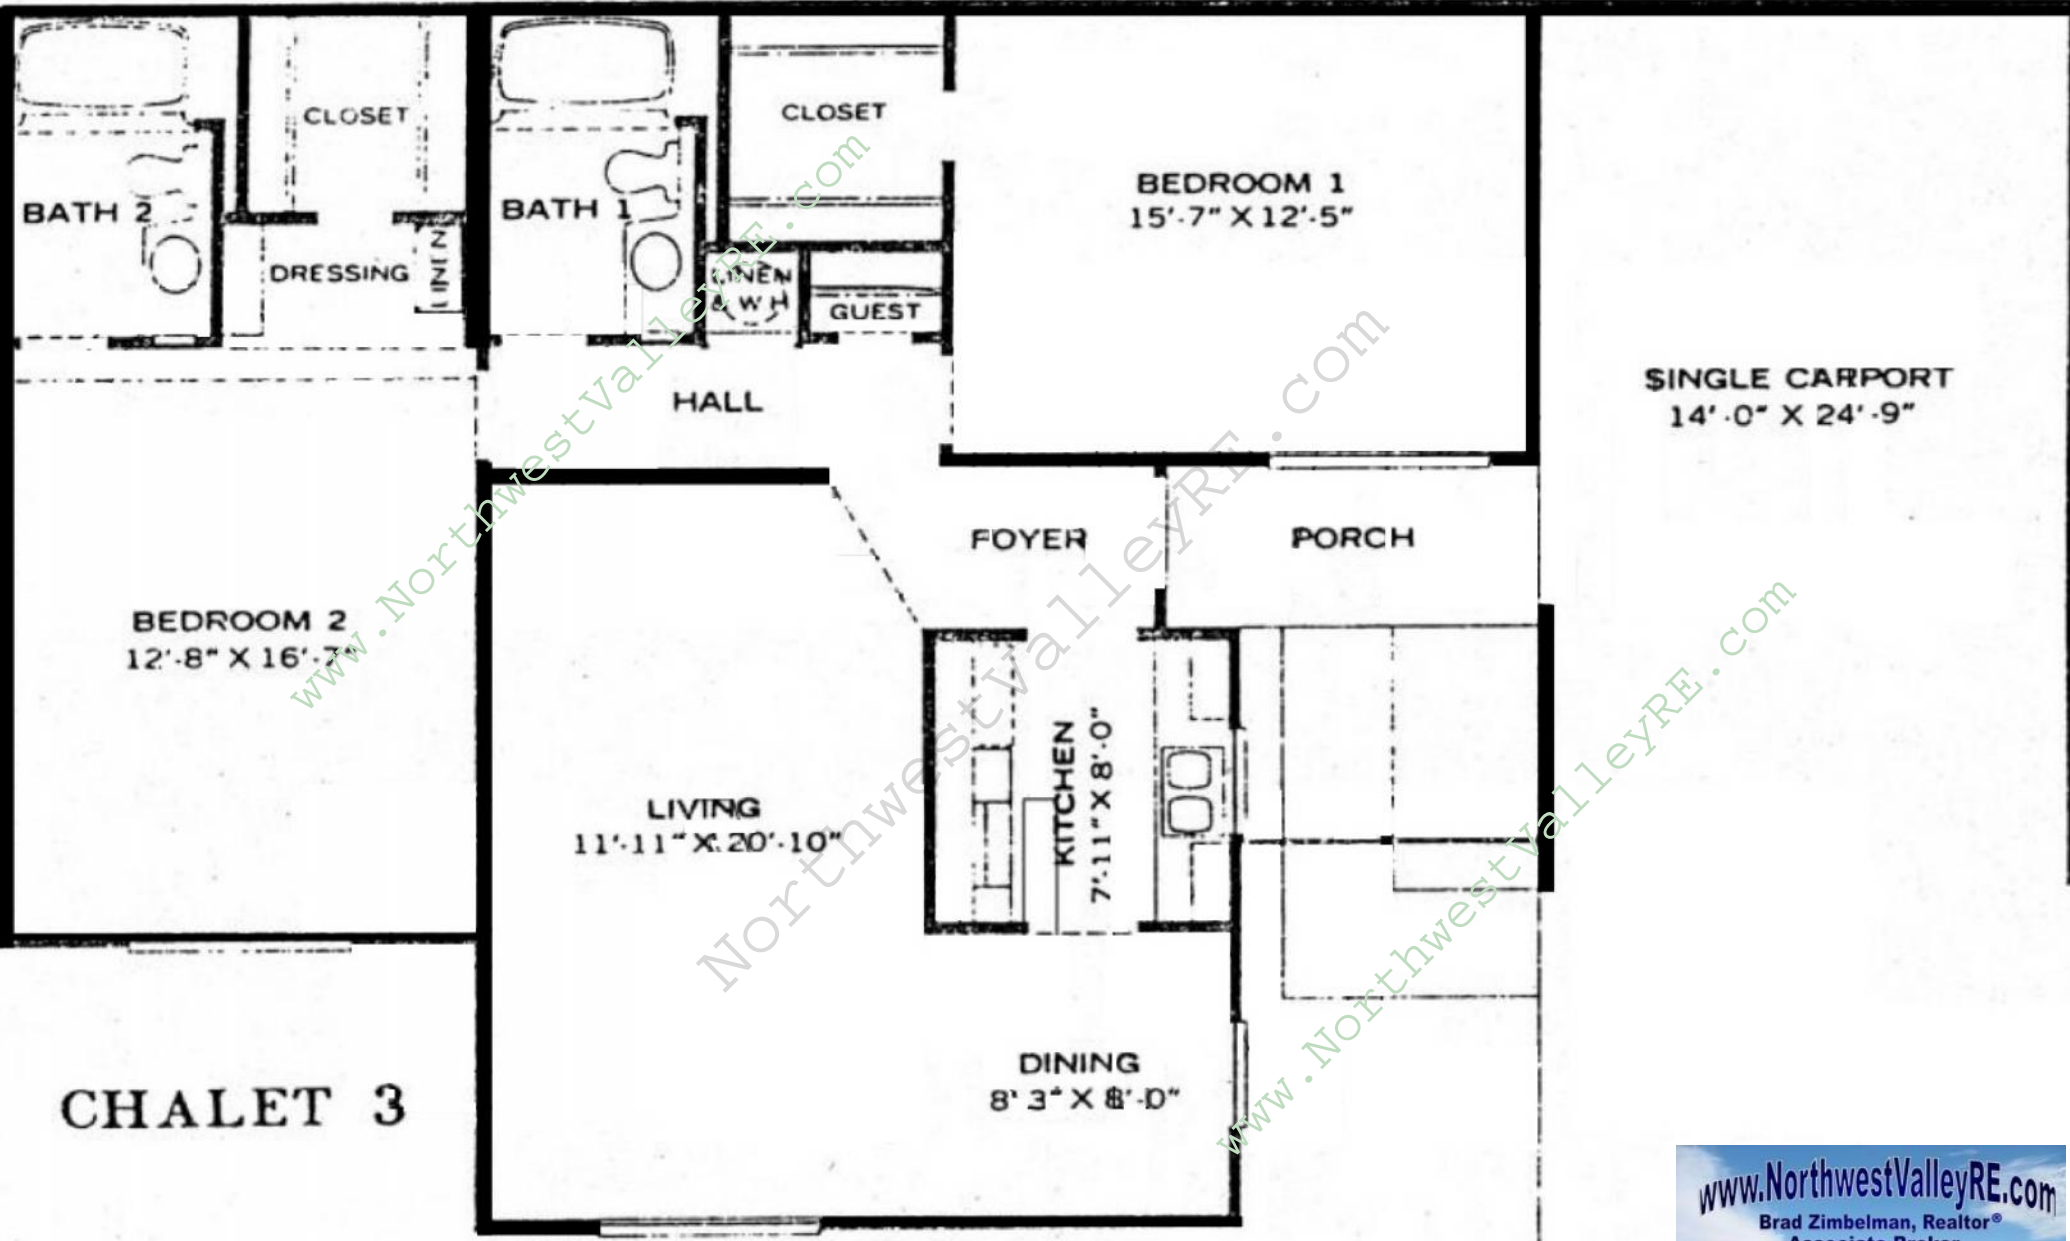 CLOSET
CLOSET
BATH 2
BATH 1
BEDROOM 1
15'-7" X 12'-5"
DRESSING
LINEN
LINEN
& W H
GUEST
HALL
SINGLE CARPORT
14'-0" X 24'-9"
FOYER
PORCH
BEDROOM 2
12'-8" X 16'-7"
LIVING
11'-11" X 20'-10"
KITCHEN
7'-11" X 8'-0"
DINING
8' 3" X 8'-0"
CHALET 3
www.NorthwestValleyRE.com
NorthwestValleyRE.com
www.NorthwestValleyRE.com
www.NorthwestValleyRE.com
Brad Zimbelman, Realtor®
Associate Broker